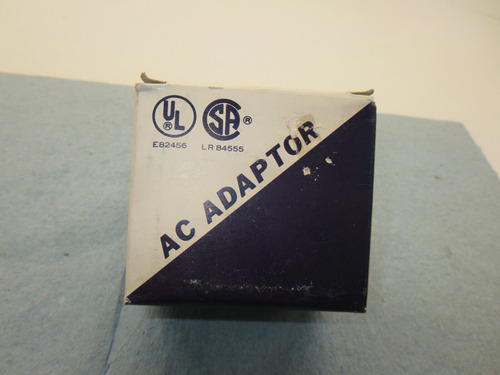 UL ® SA ®
E82456 LR 84555
AC ADAPTOR